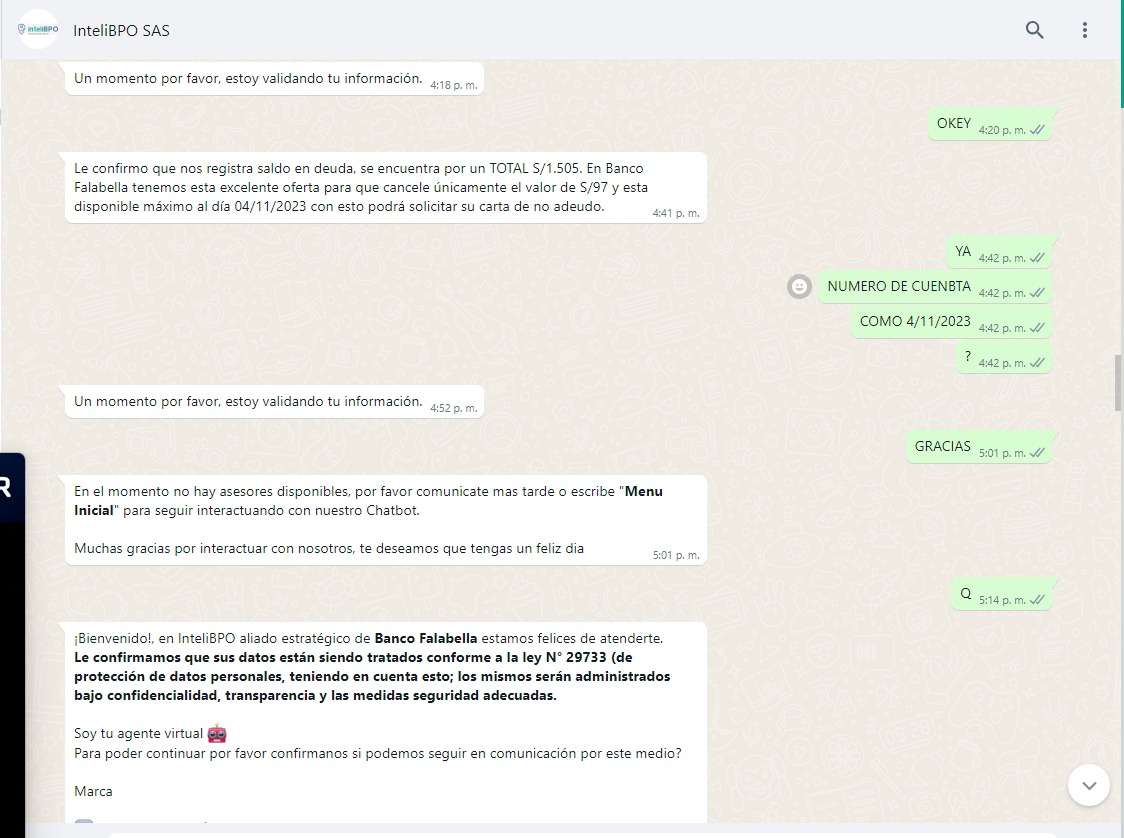 InteliBPO
InteliBPO SAS
Un momento por favor, estoy validando tu información. 4:18 p. m.
OKEY 4:20 p. m.
Le confirmo que nos registra saldo en deuda, se encuentra por un TOTAL S/1.505. En Banco
Falabella tenemos esta excelente oferta para que cancele únicamente el valor de S/97 y esta
disponible máximo al día 04/11/2023 con esto podrá solicitar su carta de no adeudo.
4:41 p. m.
YA 4:42 p. m.
NUMERO DE CUENBTA 4:42 p. m.
COMO 4/11/2023 4:42 p. m.
? 4:42 p. m.
Un momento por favor, estoy validando tu información. 4:52 p. m.
GRACIAS 5:01 p. m.
R
En el momento no hay asesores disponibles, por favor comunicate mas tarde o escribe "Menu
Inicial" para seguir interactuando con nuestro Chatbot.
Muchas gracias por interactuar con nosotros, te deseamos que tengas un feliz dia
5:01 p. m.
Q 5:14 p. m.
¡Bienvenido!, en InteliBPO aliado estratégico de Banco Falabella estamos felices de atenderte.
Le confirmamos que sus datos están siendo tratados conforme a la ley N° 29733 (de
protección de datos personales, teniendo en cuenta esto; los mismos serán administrados
bajo confidencialidad, transparencia y las medidas seguridad adecuadas.
Soy tu agente virtual
Para poder continuar por favor confirmanos si podemos seguir en comunicación por este medio?
Marca